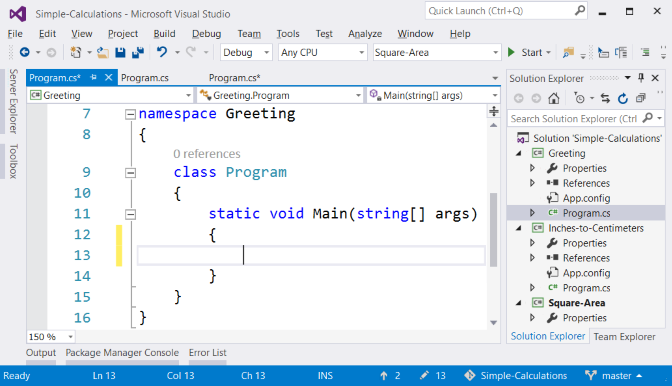 Simple-Calculations - Microsoft Visual Studio
Quick Launch (Ctrl+Q)
File Edit View Project Build Debug Team Tools Test Analyze Window Help
Debug Any CPU Square-Area Start
Server Explorer
Toolbox
Program.cs* Program.cs Program.cs*
C# Greeting Greeting.Program Main(string[] args)
7 namespace Greeting
8 {
0 references
9 class Program
10 {
11 static void Main(string[] args)
12 {
13
14 }
15 }
16 }
150 %
Solution Explorer
Search Solution Explorer (Ctrl
Solution 'Simple-Calculations'
C# Greeting
Properties
References
App.config
C# Program.cs
C# Inches-to-Centimeters
Properties
References
App.config
C# Program.cs
C# Square-Area
Properties
Solution Explorer Team Explorer
Output Package Manager Console Error List
Ready Ln 13 Col 13 Ch 13 INS 2 13 Simple-Calculations master